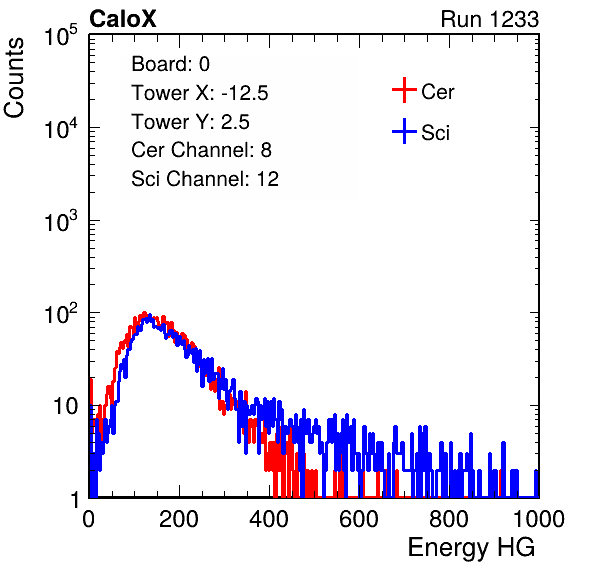 CaloX Run 1233
Counts
10^5
10^4
10^3
10^2
10
1
Board: 0
Tower X: -12.5
Tower Y: 2.5
Cer Channel: 8
Sci Channel: 12
Cer
Sci
0 200 400 600 800 1000
Energy HG